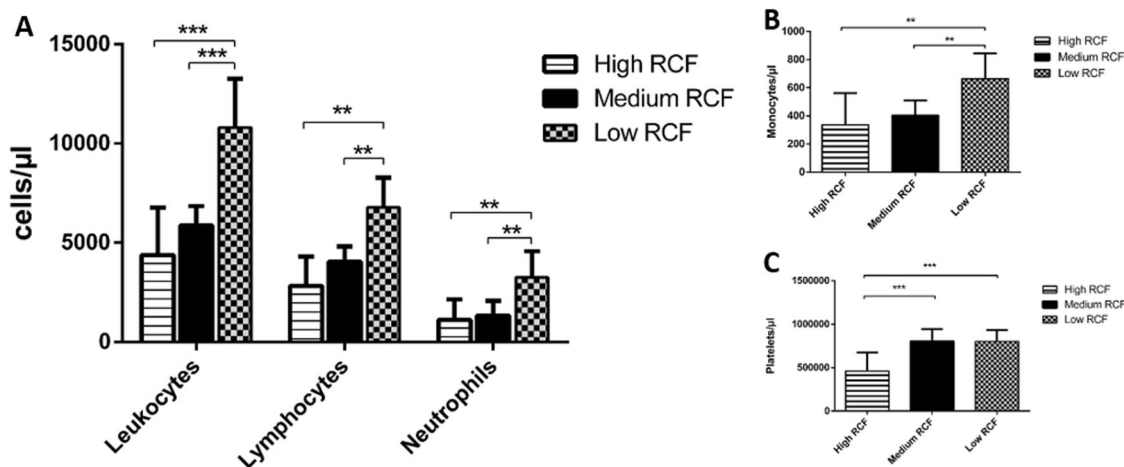 A
***
***
**
**
**
**
High RCF
Medium RCF
Low RCF
15000
10000
5000
0
cells/µl
Leukocytes
Lymphocytes
Neutrophils
B
**
**
High RCF
Medium RCF
Low RCF
1000
800
600
400
200
0
Monocytes/µl
High RCF
Medium RCF
Low RCF
C
***
***
High RCF
Medium RCF
Low RCF
1500000
1000000
500000
0
Platelets/µl
High RCF
Medium RCF
Low RCF